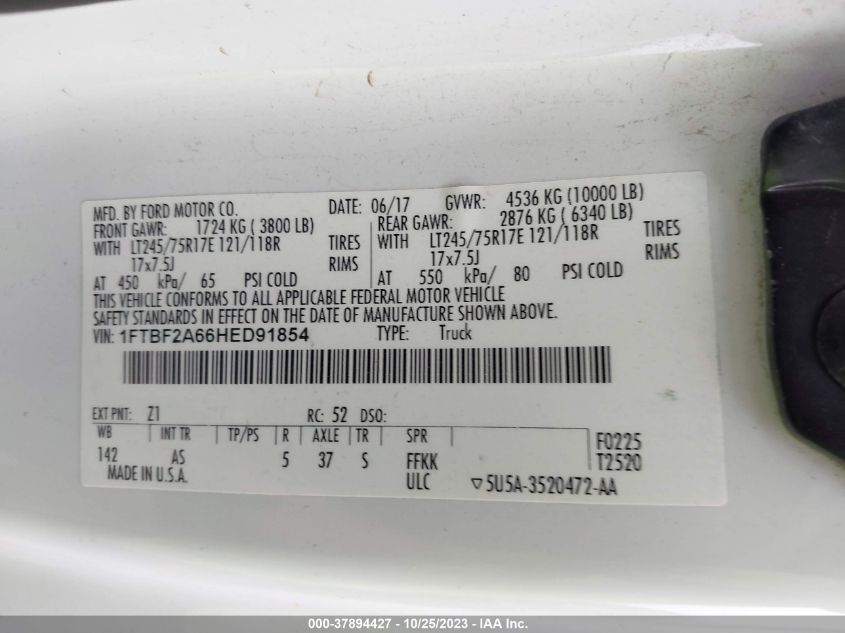 MFD. BY FORD MOTOR CO. DATE: 06/17 GVWR: 4536 KG (10000 LB)
FRONT GAWR: 1724 KG ( 3800 LB) REAR GAWR: 2876 KG ( 6340 LB)
WITH LT245/75R17E 121/118R TIRES WITH LT245/75R17E 121/118R TIRES
17x7.5J RIMS 17x7.5J RIMS
AT 450 kPa/ 65 PSI COLD AT 550 kPa/ 80 PSI COLD
THIS VEHICLE CONFORMS TO ALL APPLICABLE FEDERAL MOTOR VEHICLE
SAFETY STANDARDS IN EFFECT ON THE DATE OF MANUFACTURE SHOWN ABOVE.
VIN: 1FTBF2A66HED91854 TYPE: Truck
EXT PNT: Z1 RC: 52 DSO:
WB INT TR TP/PS R AXLE TR SPR F0225
142 AS 5 37 S FFKK T2520
MADE IN U.S.A. ULC ▽5U5A-3520472-AA
000-37894427 - 10/25/2023 - IAA Inc.